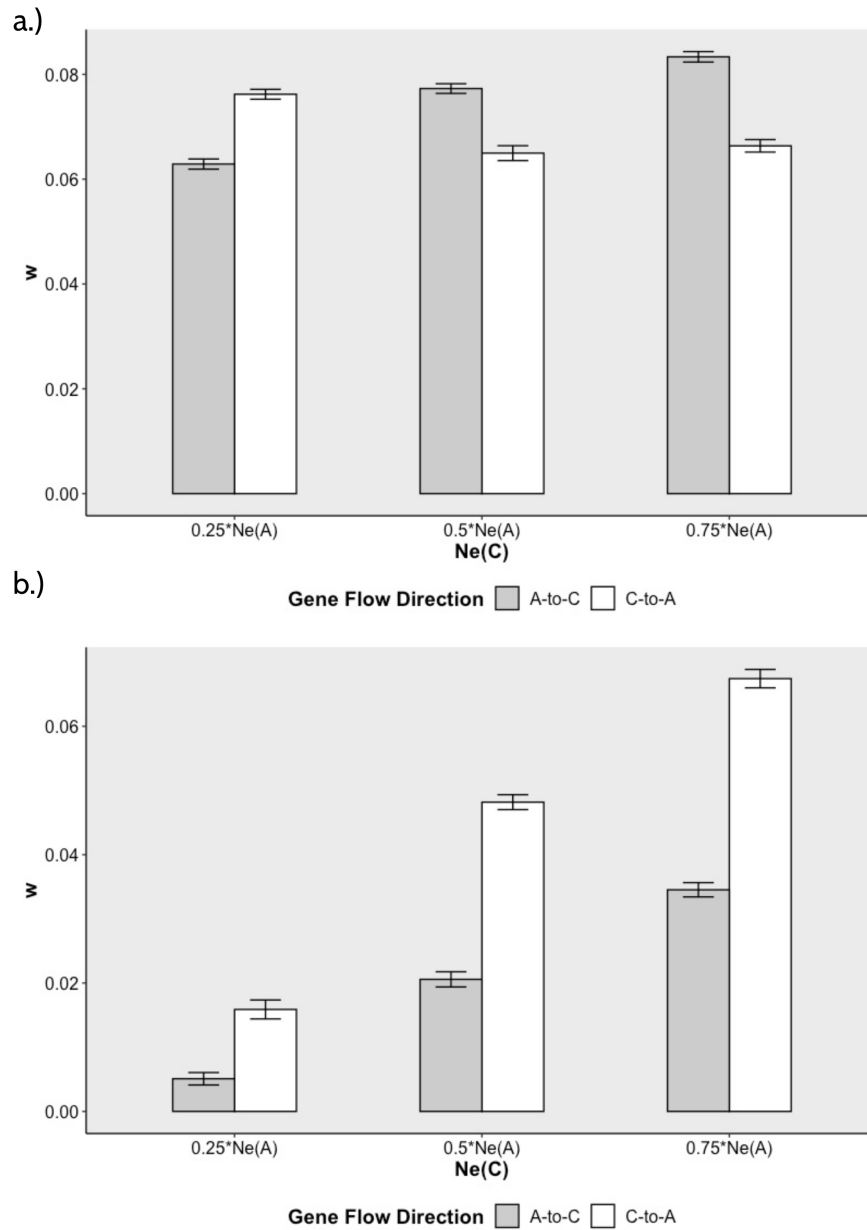 a.)
0.08
0.06
w
0.04
0.02
0.00
0.25*Ne(A) 0.5*Ne(A) 0.75*Ne(A)
Ne(C)
Gene Flow Direction A-to-C C-to-A
b.)
0.06
0.04
w
0.02
0.00
0.25*Ne(A) 0.5*Ne(A) 0.75*Ne(A)
Ne(C)
Gene Flow Direction A-to-C C-to-A